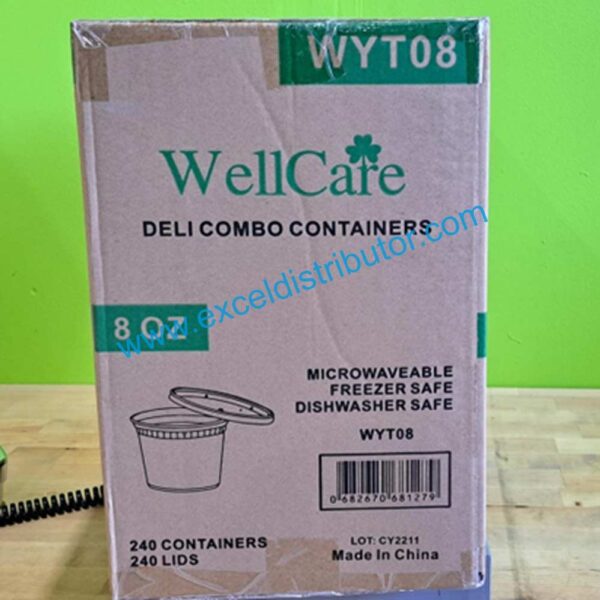 WYT08
WellCare
DELI COMBO CONTAINERS
www.exceldistributor.com
8 OZ
MICROWAVEABLE
FREEZER SAFE
DISHWASHER SAFE
WYT08
0 682670 681279
240 CONTAINERS
240 LIDS
LOT: CY2211
Made In China